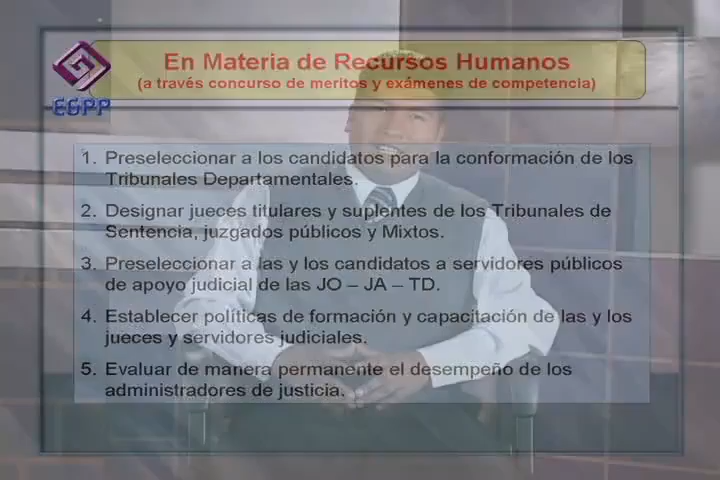 En Materia de Recursos Humanos
(a través concurso de meritos y exámenes de competencia)
EGPP
1. Preseleccionar a los candidatos para la conformación de los
Tribunales Departamentales.
2. Designar jueces titulares y suplentes de los Tribunales de
Sentencia, juzgados públicos y Mixtos.
3. Preseleccionar a las y los candidatos a servidores públicos
de apoyo judicial de las JO – JA – TD.
4. Establecer políticas de formación y capacitación de las y los
jueces y servidores judiciales.
5. Evaluar de manera permanente el desempeño de los
administradores de justicia.